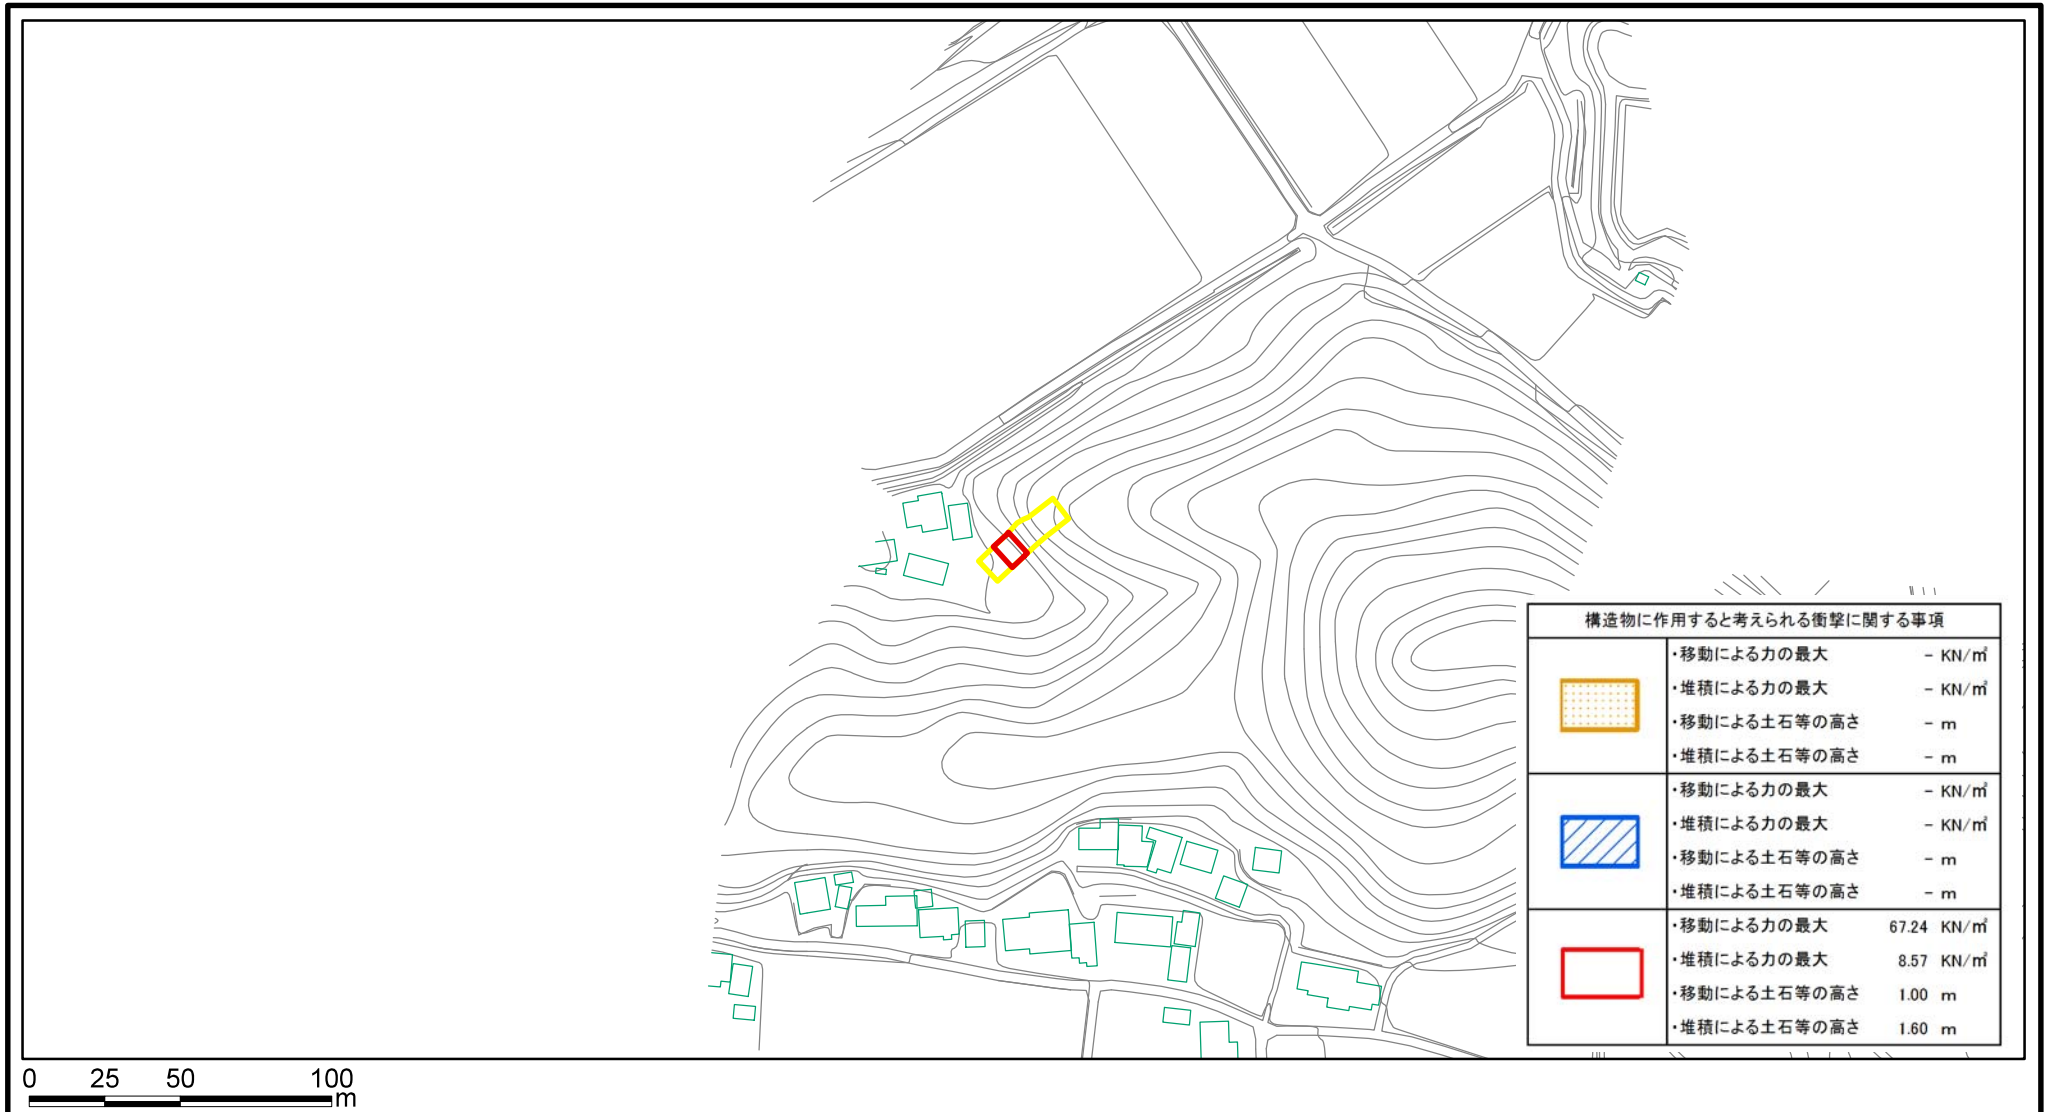 構造物に作用すると考えられる衝撃に関する事項
・移動による力の最大 - KN/㎡
・堆積による力の最大 - KN/㎡
・移動による土石等の高さ - m
・堆積による土石等の高さ - m
・移動による力の最大 - KN/㎡
・堆積による力の最大 - KN/㎡
・移動による土石等の高さ - m
・堆積による土石等の高さ - m
・移動による力の最大 67.24 KN/㎡
・堆積による力の最大 8.57 KN/㎡
・移動による土石等の高さ 1.00 m
・堆積による土石等の高さ 1.60 m
0 25 50 100
m